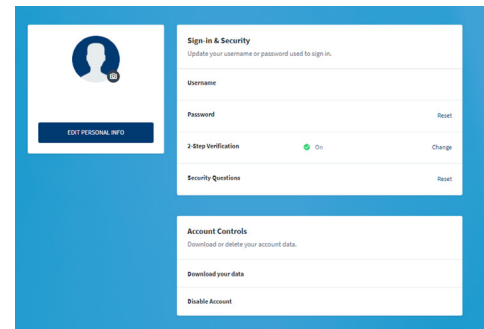 EDIT PERSONAL INFO
Sign-in & Security
Update your username or password used to sign in.
Username
Password Reset
2-Step Verification On Change
Security Questions Reset
Account Controls
Download or delete your account data.
Download your data
Disable Account